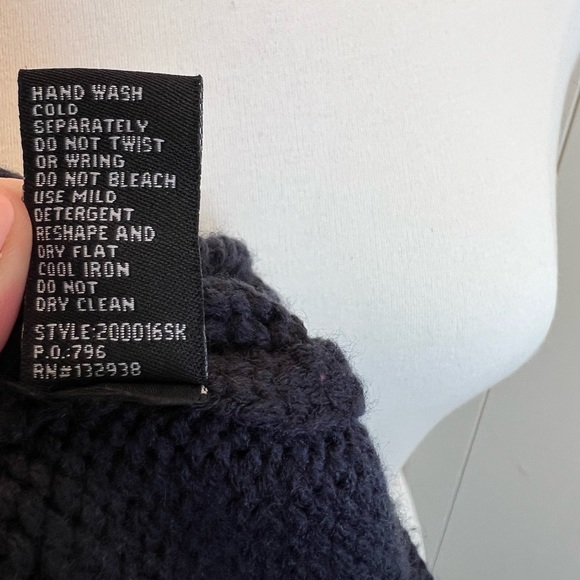 HAND WASH
COLD
SEPARATELY
DO NOT TWIST
OR WRING
DO NOT BLEACH
USE MILD
DETERGENT
RESHAPE AND
DRY FLAT
COOL IRON
DO NOT
DRY CLEAN
STYLE:200016SK
P.O.:796
RN#132938